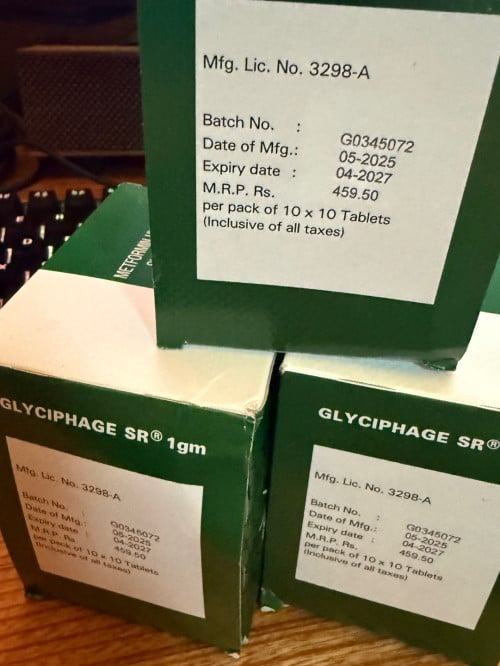 Mfg. Lic. No. 3298-A
Batch No. : G0345072
Date of Mfg.: 05-2025
Expiry date : 04-2027
M.R.P. Rs. 459.50
per pack of 10 x 10 Tablets
(Inclusive of all taxes)
METFORMIN
GLYCIPHAGE SR® 1gm
Mfg. Lic. No. 3298-A
Batch No. G0345072
Date of Mfg.: 05-2025
Expiry date : 04-2027
M.R.P. Rs. 459.50
per pack of 10 x 10 Tablets
(Inclusive of all taxes)
GLYCIPHAGE SR®
Mfg. Lic. No. 3298-A
Batch No. : G0345072
Date of Mfg.: 05-2025
Expiry date : 04-2027
M.R.P. Rs. 459.50
per pack of 10 x 10 Tablets
(Inclusive of all taxes)